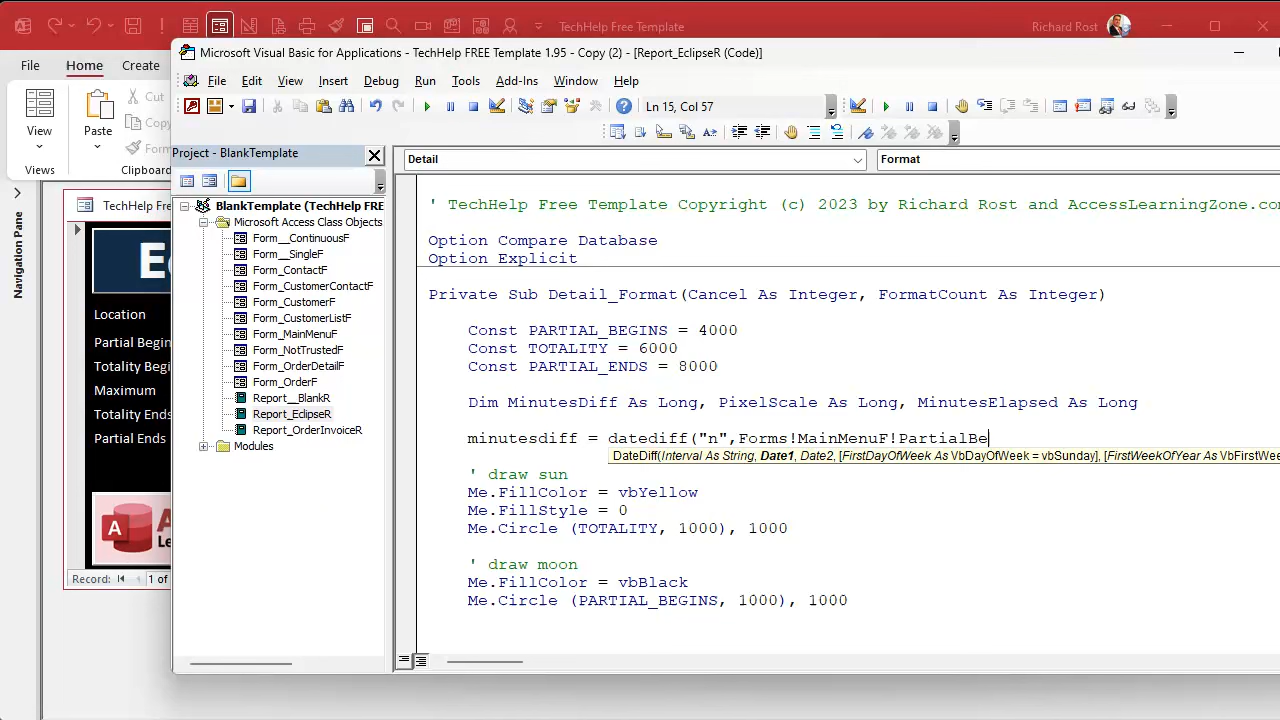 TechHelp Free Template
Richard Rost
Microsoft Visual Basic for Applications - TechHelp FREE Template 1.95 - Copy (2) - [Report_EclipseR (Code)]
File Home Create
File Edit View Insert Debug Run Tools Add-Ins Window Help
Ln 15, Col 57
View
Views
Paste
Cut
Copy
Form
Clipboard
Project - BlankTemplate
Detail
Format
Navigation Pane
TechHelp Fre
BlankTemplate (TechHelp FRE
Microsoft Access Class Objects
Form__ContinuousF
Form__SingleF
Form_ContactF
Form_CustomerContactF
Form_CustomerF
Form_CustomerListF
Form_MainMenuF
Form_NotTrustedF
Form_OrderDetailF
Form_OrderF
Report__BlankR
Report_EclipseR
Report_OrderInvoiceR
Modules
Ec
Location
Partial Begin
Totality Begi
Maximum
Totality Ends
Partial Ends
A
A
Le
Record: 1 of
' TechHelp Free Template Copyright (c) 2023 by Richard Rost and AccessLearningZone.com
Option Compare Database
Option Explicit
Private Sub Detail_Format(Cancel As Integer, FormatCount As Integer)
Const PARTIAL_BEGINS = 4000
Const TOTALITY = 6000
Const PARTIAL_ENDS = 8000
Dim MinutesDiff As Long, PixelScale As Long, MinutesElapsed As Long
minutesdiff = datediff("n",Forms!MainMenuF!PartialBe
DateDiff(Interval As String, Date1, Date2, [FirstDayOfWeek As VbDayOfWeek = vbSunday], [FirstWeekOfYear As VbFirstWee
' draw sun
Me.FillColor = vbYellow
Me.FillStyle = 0
Me.Circle (TOTALITY, 1000), 1000
' draw moon
Me.FillColor = vbBlack
Me.Circle (PARTIAL_BEGINS, 1000), 1000